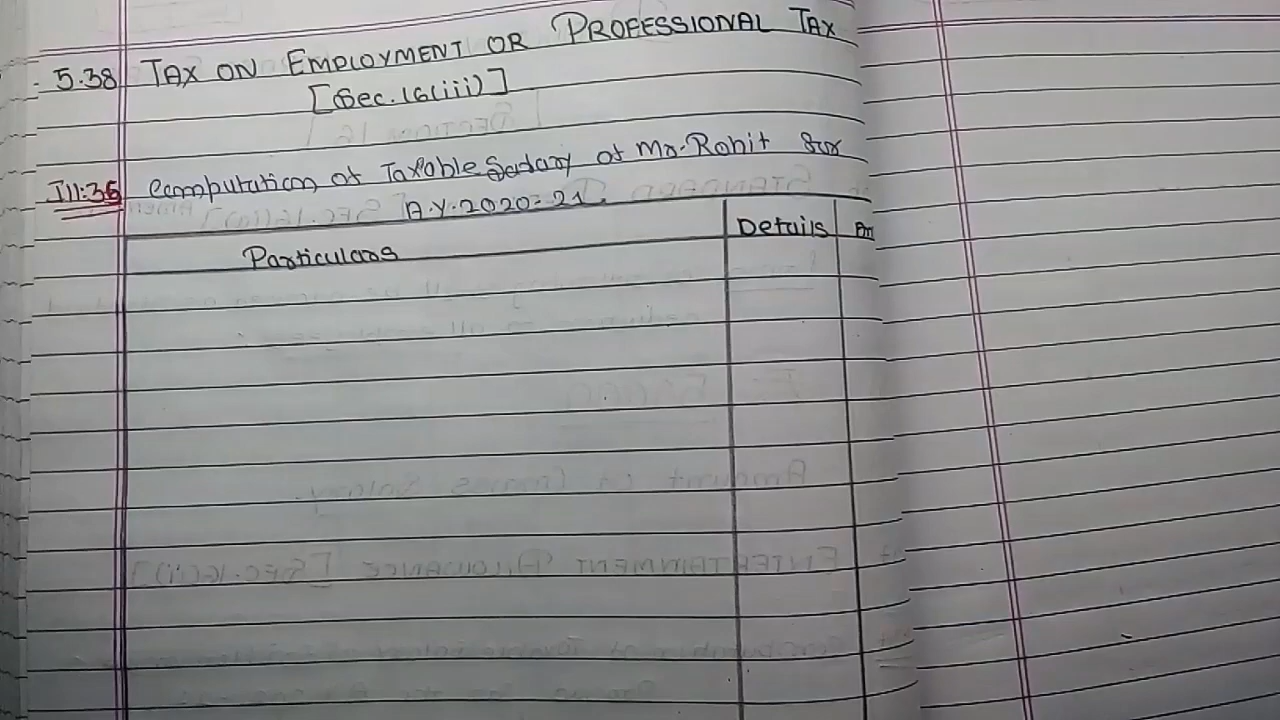 5.38 TAX ON EMPLOYMENT OR PROFESSIONAL TAX
[Sec. 16(iii)]
Ill:36 Computation of Taxable Salary of Mr. Rohit for
A.Y. 2020-21.
Particulars Details Am